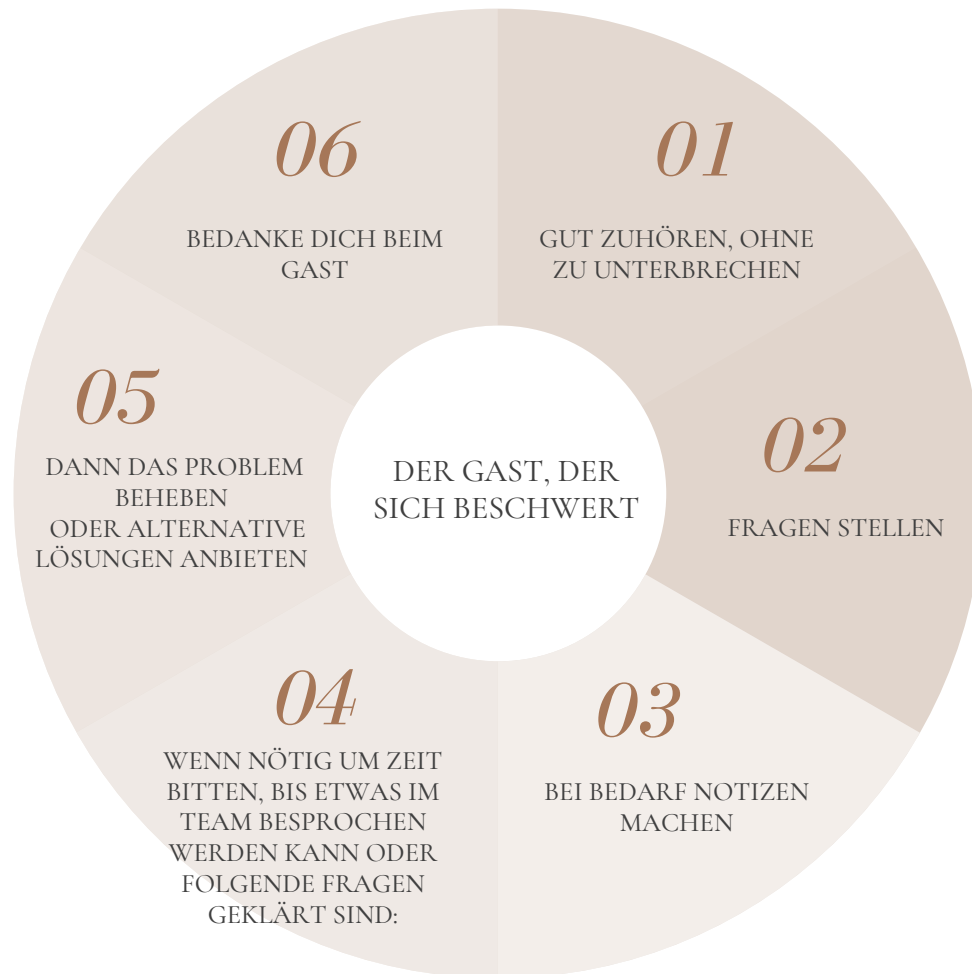 DER GAST, DER
SICH BESCHWERT
01
GUT ZUHÖREN, OHNE
ZU UNTERBRECHEN
02
FRAGEN STELLEN
03
BEI BEDARF NOTIZEN
MACHEN
04
WENN NÖTIG UM ZEIT
BITTEN, BIS ETWAS IM
TEAM BESPROCHEN
WERDEN KANN ODER
FOLGENDE FRAGEN
GEKLÄRT SIND:
05
DANN DAS PROBLEM
BEHEBEN
ODER ALTERNATIVE
LÖSUNGEN ANBIETEN
06
BEDANKE DICH BEIM
GAST